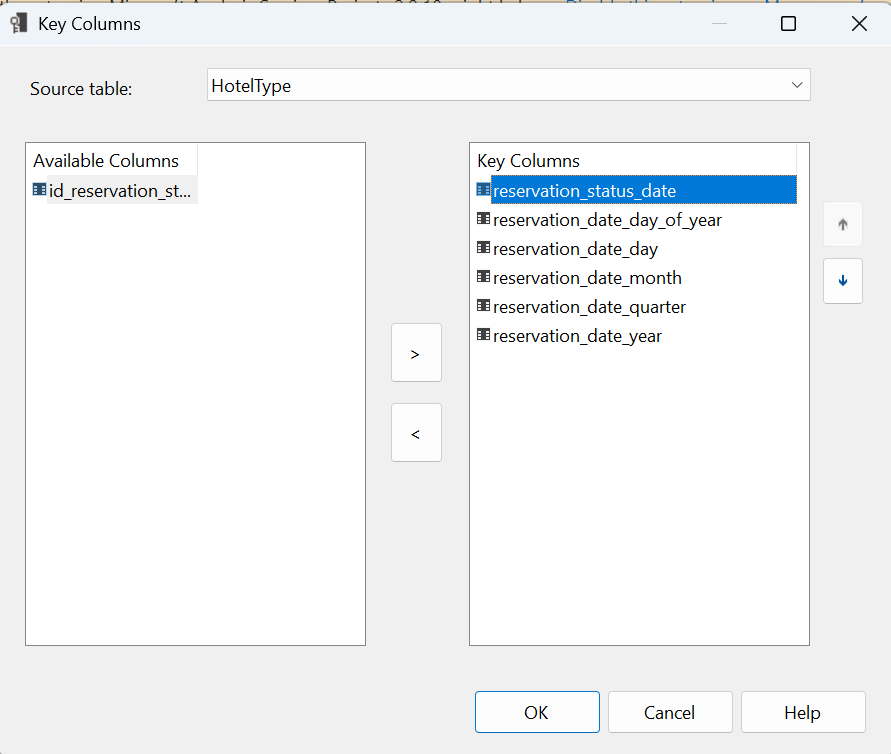 Key Columns
Source table:
HotelType
Available Columns
id_reservation_st...
>
<
Key Columns
reservation_status_date
reservation_date_day_of_year
reservation_date_day
reservation_date_month
reservation_date_quarter
reservation_date_year
OK
Cancel
Help